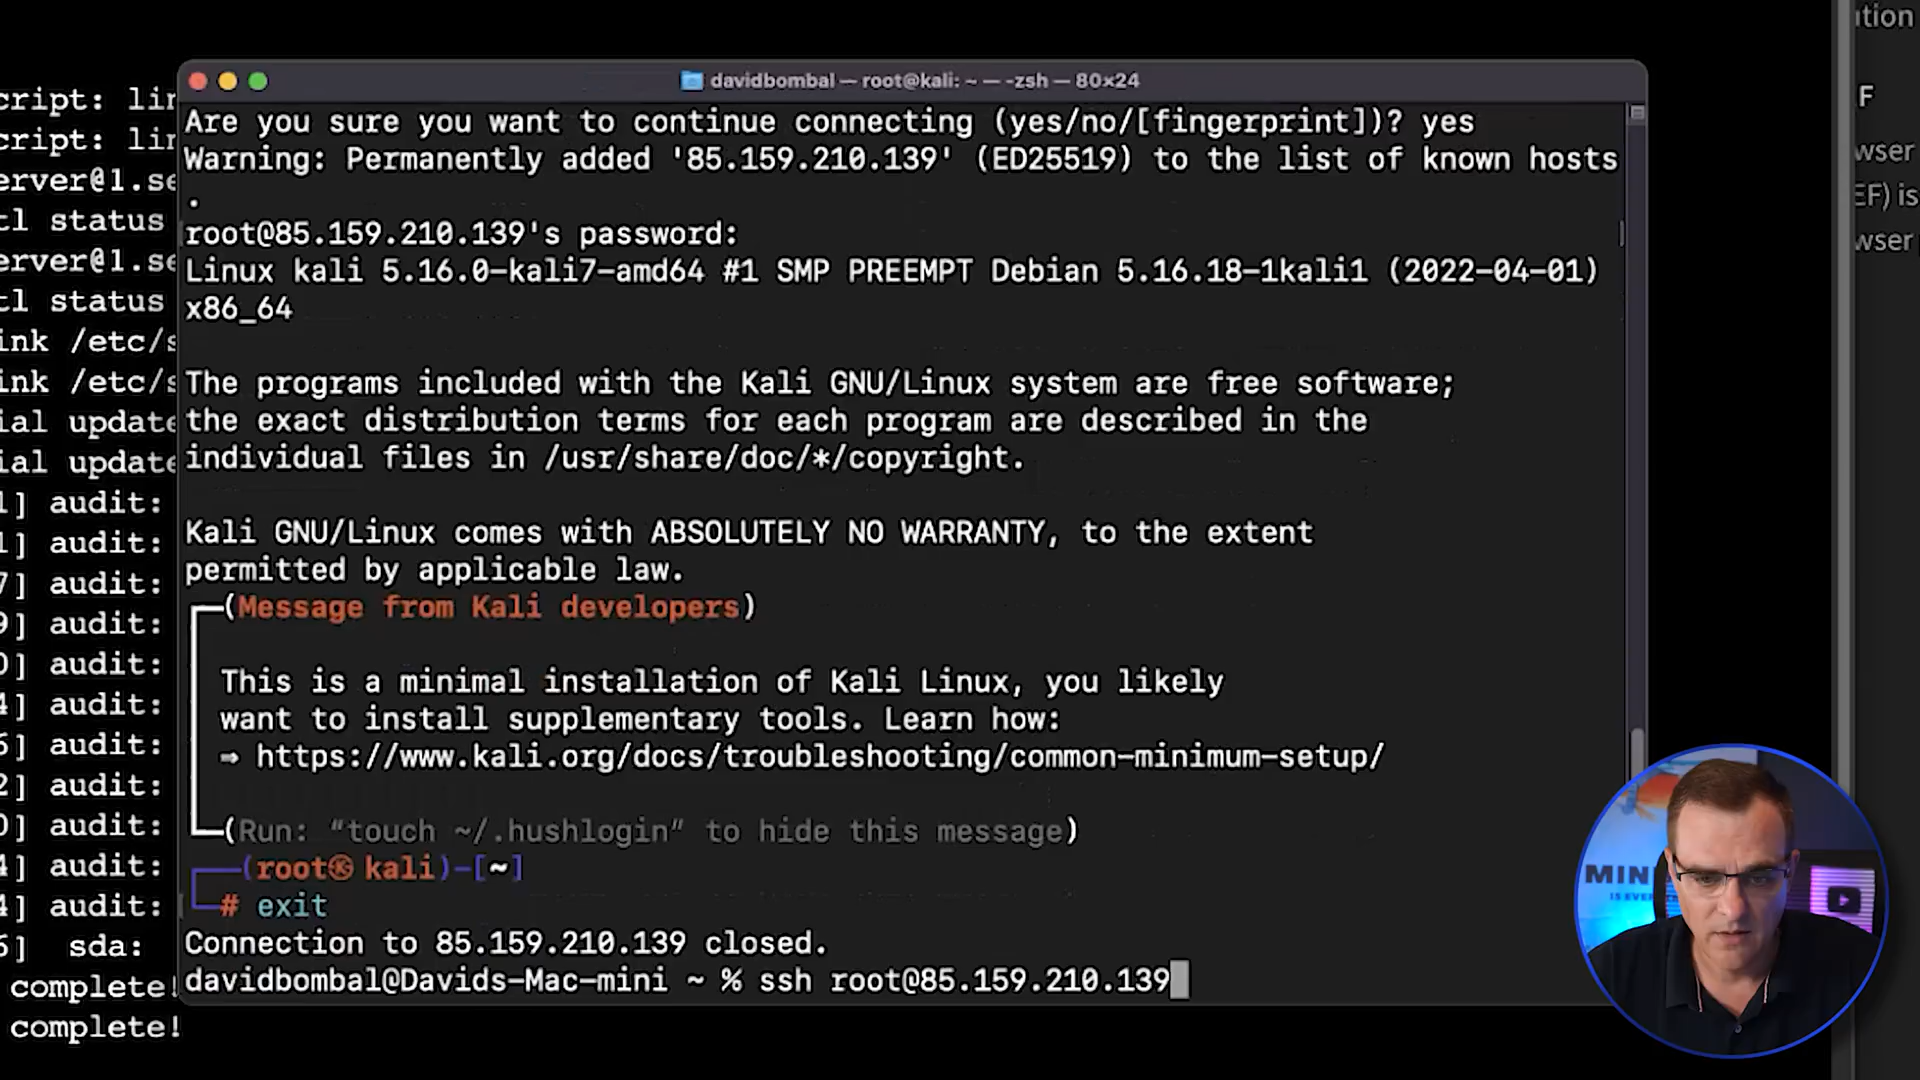 davidbombal — root@kali: ~ — -zsh — 80×24
Are you sure you want to continue connecting (yes/no/[fingerprint])? yes
Warning: Permanently added '85.159.210.139' (ED25519) to the list of known hosts
.
root@85.159.210.139's password:
Linux kali 5.16.0-kali7-amd64 #1 SMP PREEMPT Debian 5.16.18-1kali1 (2022-04-01)
x86_64
The programs included with the Kali GNU/Linux system are free software;
the exact distribution terms for each program are described in the
individual files in /usr/share/doc/*/copyright.
Kali GNU/Linux comes with ABSOLUTELY NO WARRANTY, to the extent
permitted by applicable law.
(Message from Kali developers)
This is a minimal installation of Kali Linux, you likely
want to install supplementary tools. Learn how:
⇒ https://www.kali.org/docs/troubleshooting/common-minimum-setup/
(Run: “touch ~/.hushlogin” to hide this message)
(root㉿kali)-[~]
# exit
Connection to 85.159.210.139 closed.
davidbombal@Davids-Mac-mini ~ % ssh root@85.159.210.139
cript: lin
cript: lin
erver@1.se
tl status
erver@1.se
tl status
ink /etc/s
ink /etc/s
ial update
ial update
1] audit:
1] audit:
7] audit:
9] audit:
0] audit:
4] audit:
6] audit:
2] audit:
0] audit:
4] audit:
4] audit:
6] sda:
complete!
complete!
ition
F
wser
EF) is
wser
MIN
IS EVER